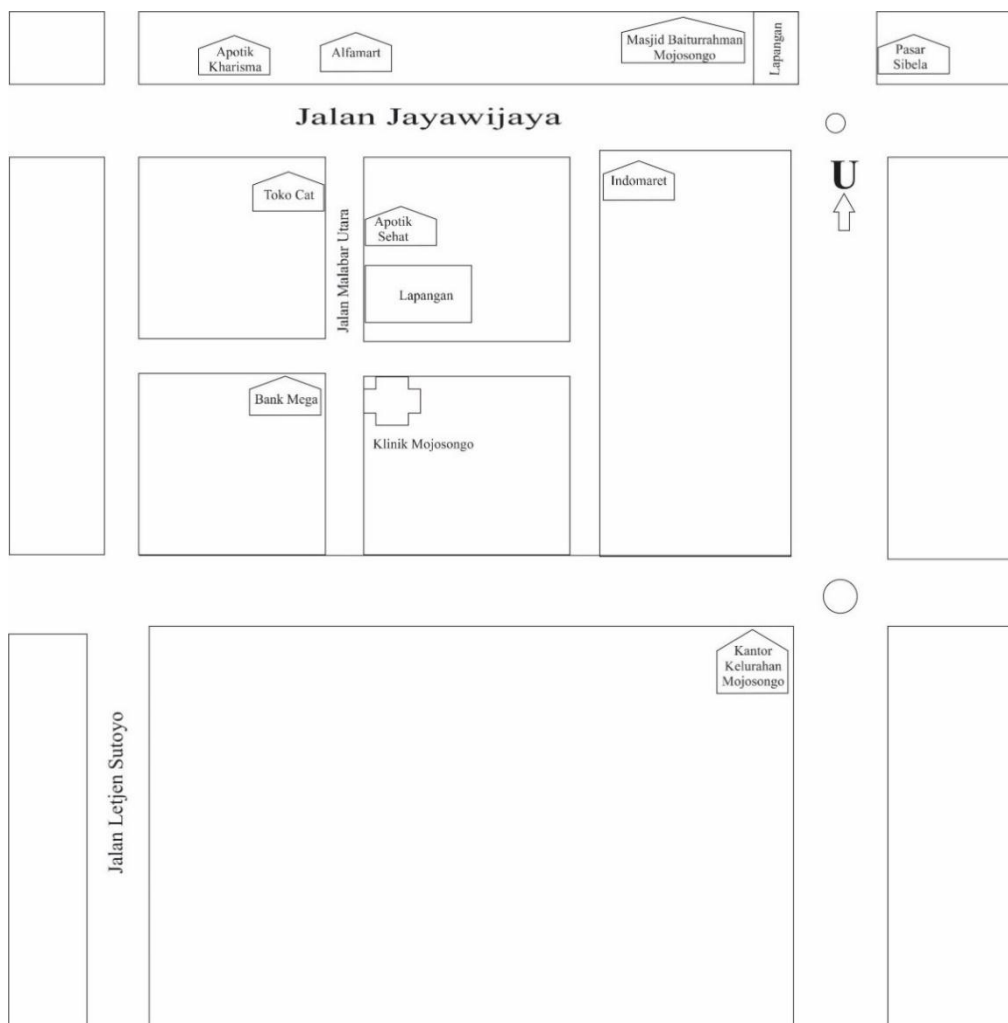 Apotik
Kharisma
Alfamart
Masjid Baiturrahman
Mojosongo
Lapangan
Pasar
Sibela
Jalan Jayawijaya
U
Toko Cat
Jalan Malabar Utara
Apotik
Sehat
Lapangan
Indomaret
Bank Mega
Klinik Mojosongo
Kantor
Kelurahan
Mojosongo
Jalan Letjen Sutoyo